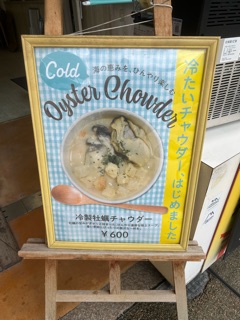 Cold
海の恵みを、ひんやり楽しむ
Oyster Chowder
冷たいチャウダー、はじめました
冷製牡蠣チャウダー
￥600